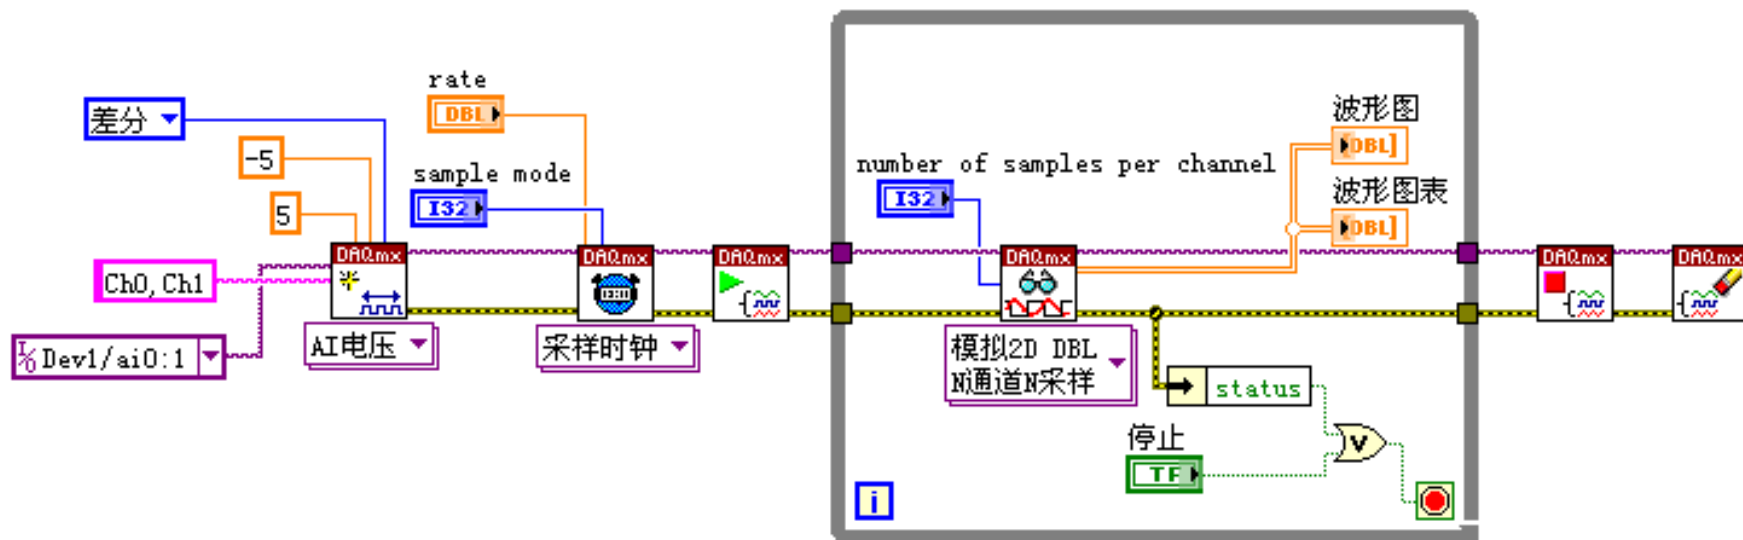 rate
DBL
差分
-5
5
sample mode
I32
Ch0, Ch1
I/O Dev1/ai0:1
DAQmx
AI电压
DAQmx
采样时钟
DAQmx
number of samples per channel
I32
波形图
[DBL]
波形图表
[DBL]
DAQmx
模拟2D DBL
N通道N采样
status
停止
TF
V
i
DAQmx
DAQmx